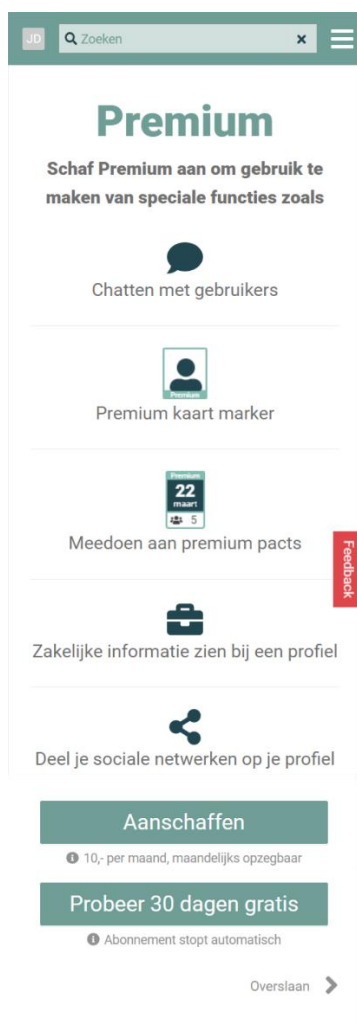 JD
Zoeken
Premium
Schaf Premium aan om gebruik te
maken van speciale functies zoals
Chatten met gebruikers
Premium
Premium kaart marker
Premium
22
maart
5
Meedoen aan premium pacts
Feedback
Zakelijke informatie zien bij een profiel
Deel je sociale netwerken op je profiel
Aanschaffen
10,- per maand, maandelijks opzegbaar
Probeer 30 dagen gratis
Abonnement stopt automatisch
Overslaan